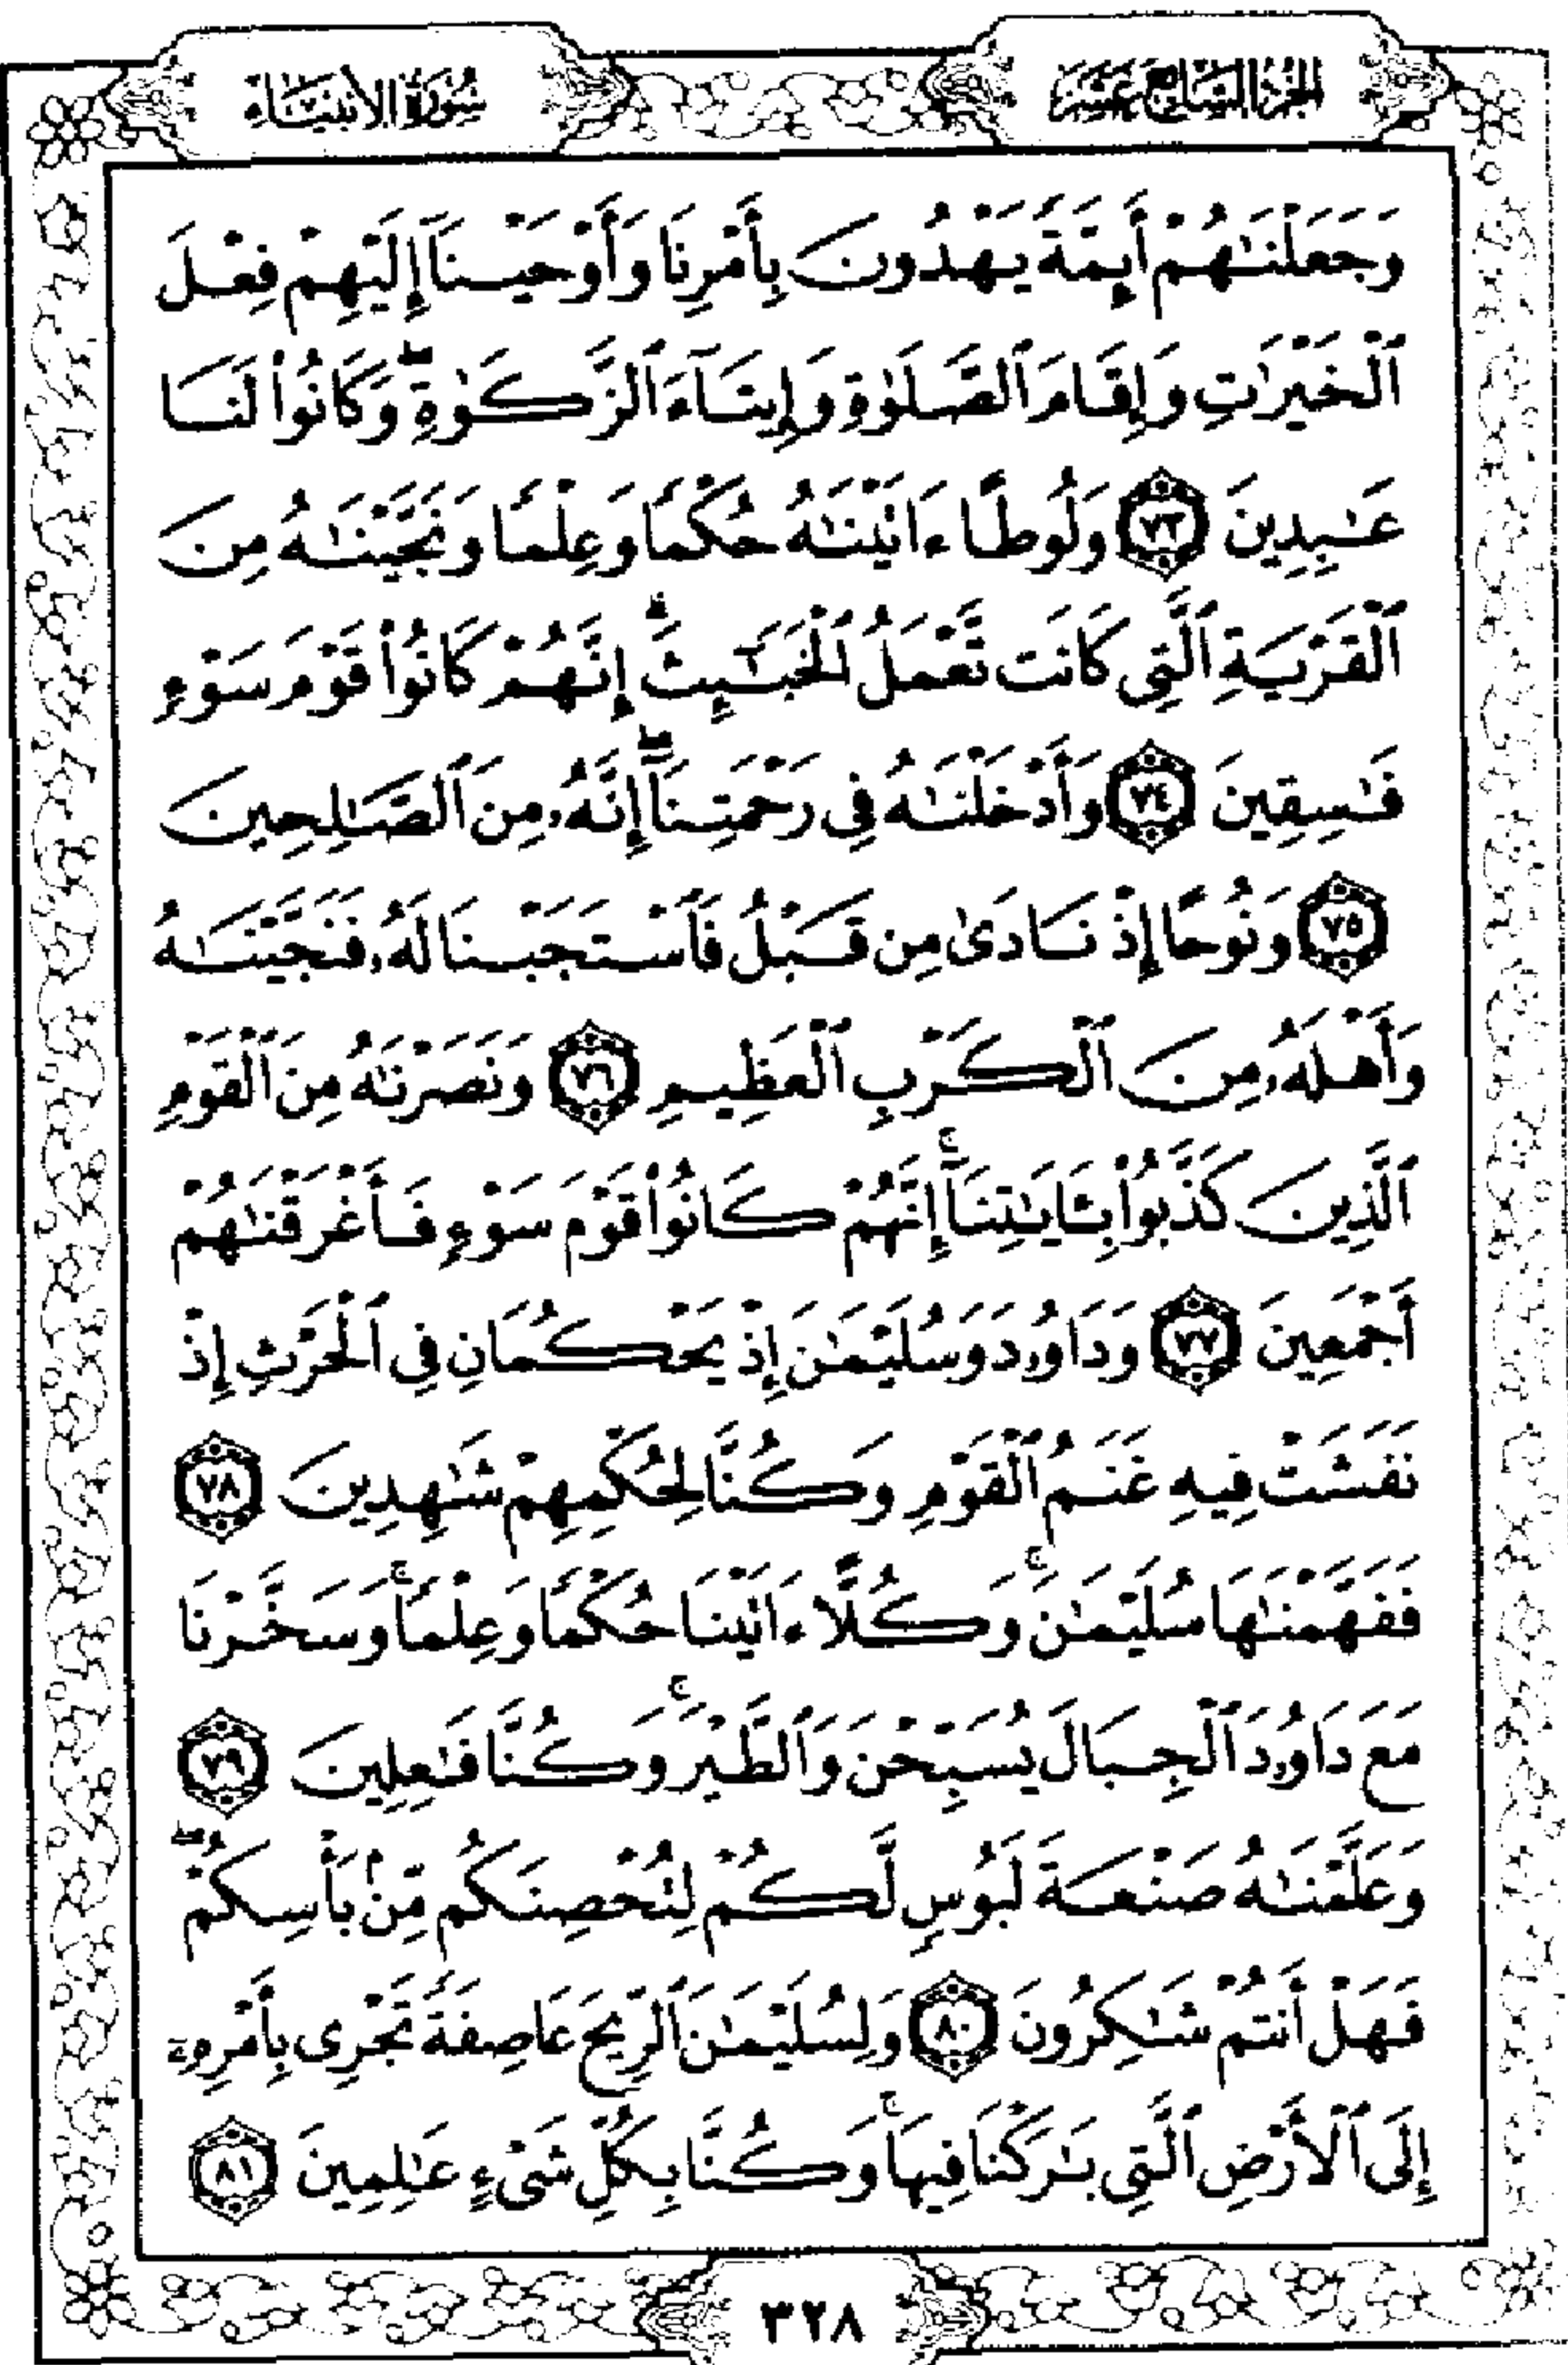 الجزء السابع عشر
سورة الأنبياء
وَجَعَلْنَٰهُمْ أَئِمَّةً يَهْدُونَ بِأَمْرِنَا وَأَوْحَيْنَآ إِلَيْهِمْ فِعْلَ
ٱلْخَيْرَٰتِ وَإِقَامَ ٱلصَّلَوٰةِ وَإِيتَآءَ ٱلزَّكَوٰةِ ۖ وَكَانُوا۟ لَنَا
عَٰبِدِينَ ٧٣ وَلُوطًا ءَاتَيْنَٰهُ حُكْمًا وَعِلْمًا وَنَجَّيْنَٰهُ مِنَ
ٱلْقَرْيَةِ ٱلَّتِى كَانَت تَّعْمَلُ ٱلْخَبَٰٓئِثَ ۗ إِنَّهُمْ كَانُوا۟ قَوْمَ سَوْءٍ
فَٰسِقِينَ ٧٤ وَأَدْخَلْنَٰهُ فِى رَحْمَتِنَآ ۖ إِنَّهُۥ مِنَ ٱلصَّٰلِحِينَ
٧٥ وَنُوحًا إِذْ نَادَىٰ مِن قَبْلُ فَٱسْتَجَبْنَا لَهُۥ فَنَجَّيْنَٰهُ
وَأَهْلَهُۥ مِنَ ٱلْكَرْبِ ٱلْعَظِيمِ ٧٦ وَنَصَرْنَٰهُ مِنَ ٱلْقَوْمِ
ٱلَّذِينَ كَذَّبُوا۟ بِـَٔايَٰتِنَآ ۚ إِنَّهُمْ كَانُوا۟ قَوْمَ سَوْءٍ فَأَغْرَقْنَٰهُمْ
أَجْمَعِينَ ٧٧ وَدَاوُۥدَ وَسُلَيْمَٰنَ إِذْ يَحْكُمَانِ فِى ٱلْحَرْثِ إِذْ
نَفَشَتْ فِيهِ غَنَمُ ٱلْقَوْمِ وَكُنَّا لِحُكْمِهِمْ شَٰهِدِينَ ٧٨
فَفَهَّمْنَٰهَا سُلَيْمَٰنَ ۚ وَكُلًّا ءَاتَيْنَا حُكْمًا وَعِلْمًا ۚ وَسَخَّرْنَا
مَعَ دَاوُۥدَ ٱلْجِبَالَ يُسَبِّحْنَ وَٱلطَّيْرَ ۚ وَكُنَّا فَٰعِلِينَ ٧٩
وَعَلَّمْنَٰهُ صَنْعَةَ لَبُوسٍ لَّكُمْ لِتُحْصِنَكُم مِّنۢ بَأْسِكُمْ ۖ
فَهَلْ أَنتُمْ شَٰكِرُونَ ٨٠ وَلِسُلَيْمَٰنَ ٱلرِّيحَ عَاصِفَةً تَجْرِى بِأَمْرِهِۦٓ
إِلَى ٱلْأَرْضِ ٱلَّتِى بَٰرَكْنَا فِيهَا ۚ وَكُنَّا بِكُلِّ شَىْءٍ عَٰلِمِينَ ٨١
٣٢٨